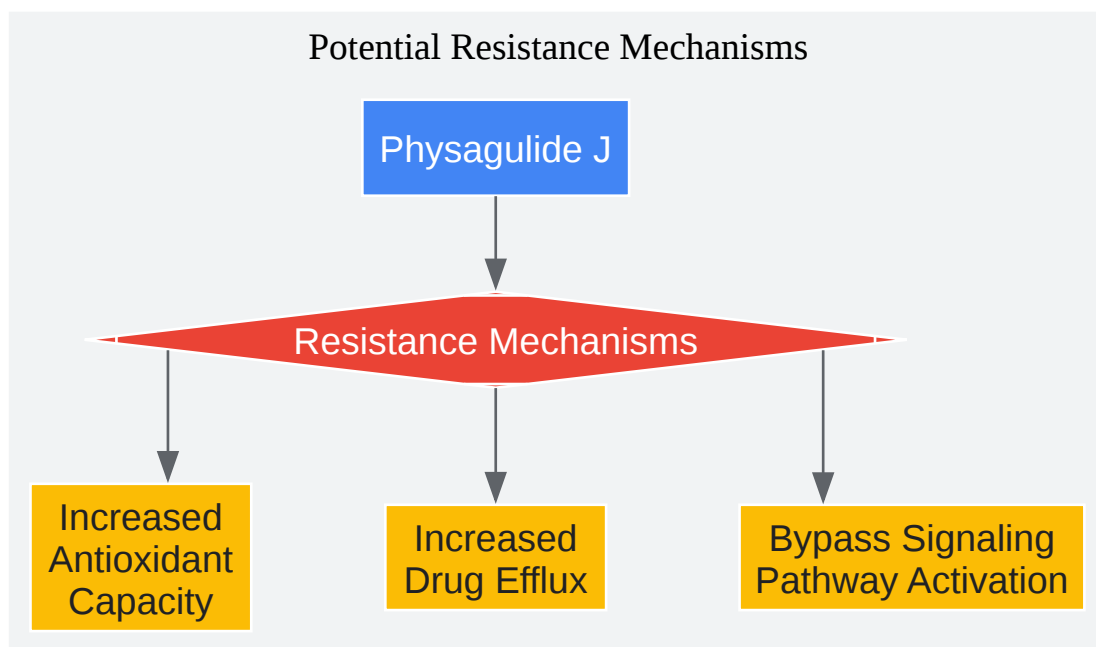 Potential Resistance Mechanisms
Physagulide J
Resistance Mechanisms
Increased
Antioxidant
Capacity
Increased
Drug Efflux
Bypass Signaling
Pathway Activation